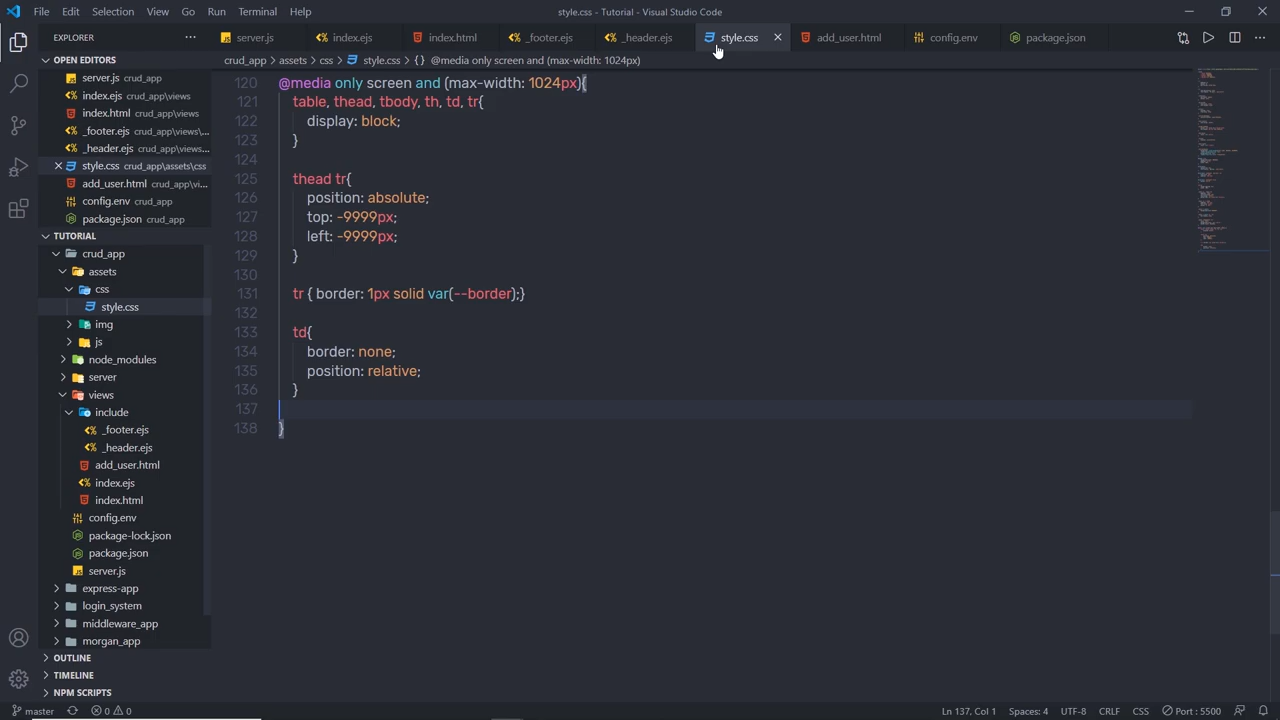 File Edit Selection View Go Run Terminal Help style.css - Tutorial - Visual Studio Code
EXPLORER
server.js index.ejs index.html _footer.ejs _header.ejs style.css add_user.html config.env package.json
OPEN EDITORS
server.js crud_app
index.ejs crud_app\views
index.html crud_app\views
_footer.ejs crud_app\views\...
_header.ejs crud_app\views\...
style.css crud_app\assets\css
add_user.html crud_app\vi...
config.env crud_app
package.json crud_app
TUTORIAL
crud_app
assets
css
style.css
img
js
node_modules
server
views
include
_footer.ejs
_header.ejs
add_user.html
index.ejs
index.html
config.env
package-lock.json
package.json
server.js
express-app
login_system
middleware_app
morgan_app
OUTLINE
TIMELINE
NPM SCRIPTS
crud_app > assets > css > style.css > {} @media only screen and (max-width: 1024px)
120 @media only screen and (max-width: 1024px){
121 table, thead, tbody, th, td, tr{
122 display: block;
123 }
124
125 thead tr{
126 position: absolute;
127 top: -9999px;
128 left: -9999px;
129 }
130
131 tr { border: 1px solid var(--border);}
132
133 td{
134 border: none;
135 position: relative;
136 }
137
138 }
master 0 0 Ln 137, Col 1 Spaces: 4 UTF-8 CRLF CSS Port : 5500